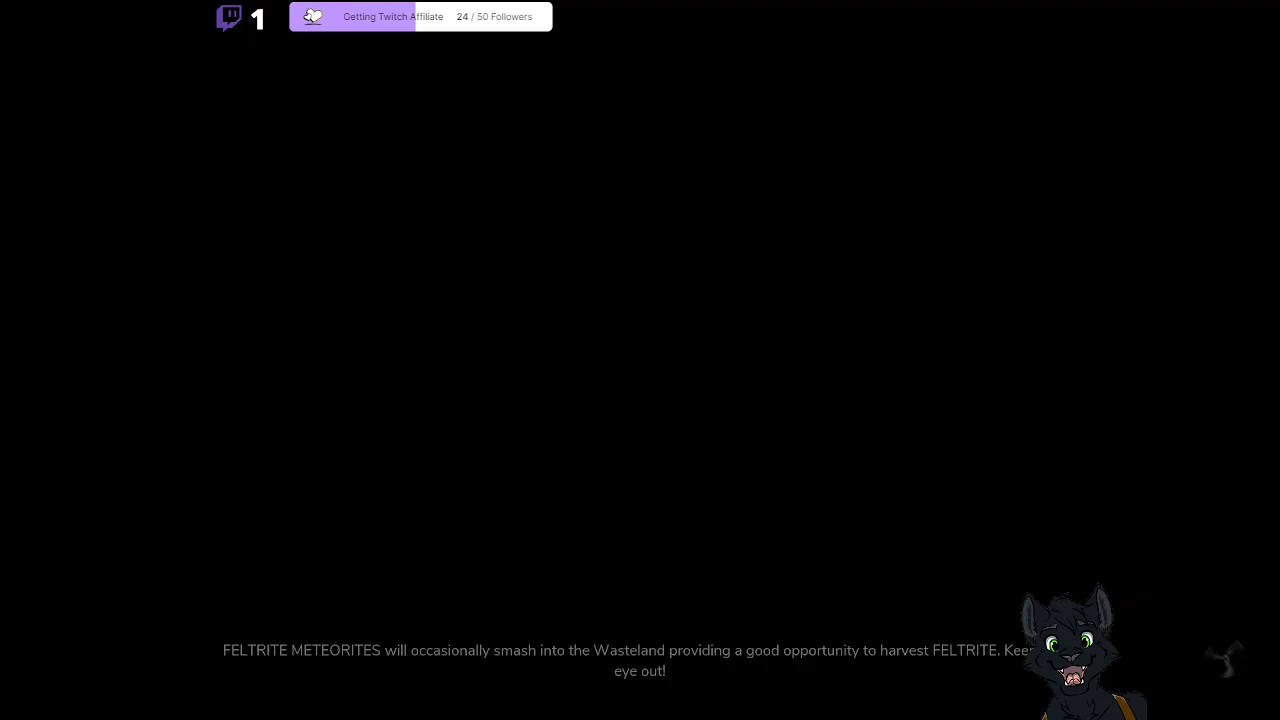 1
Getting Twitch Affiliate 24 / 50 Followers
FELTRITE METEORITES will occasionally smash into the Wasteland providing a good opportunity to harvest FELTRITE.
eye out!